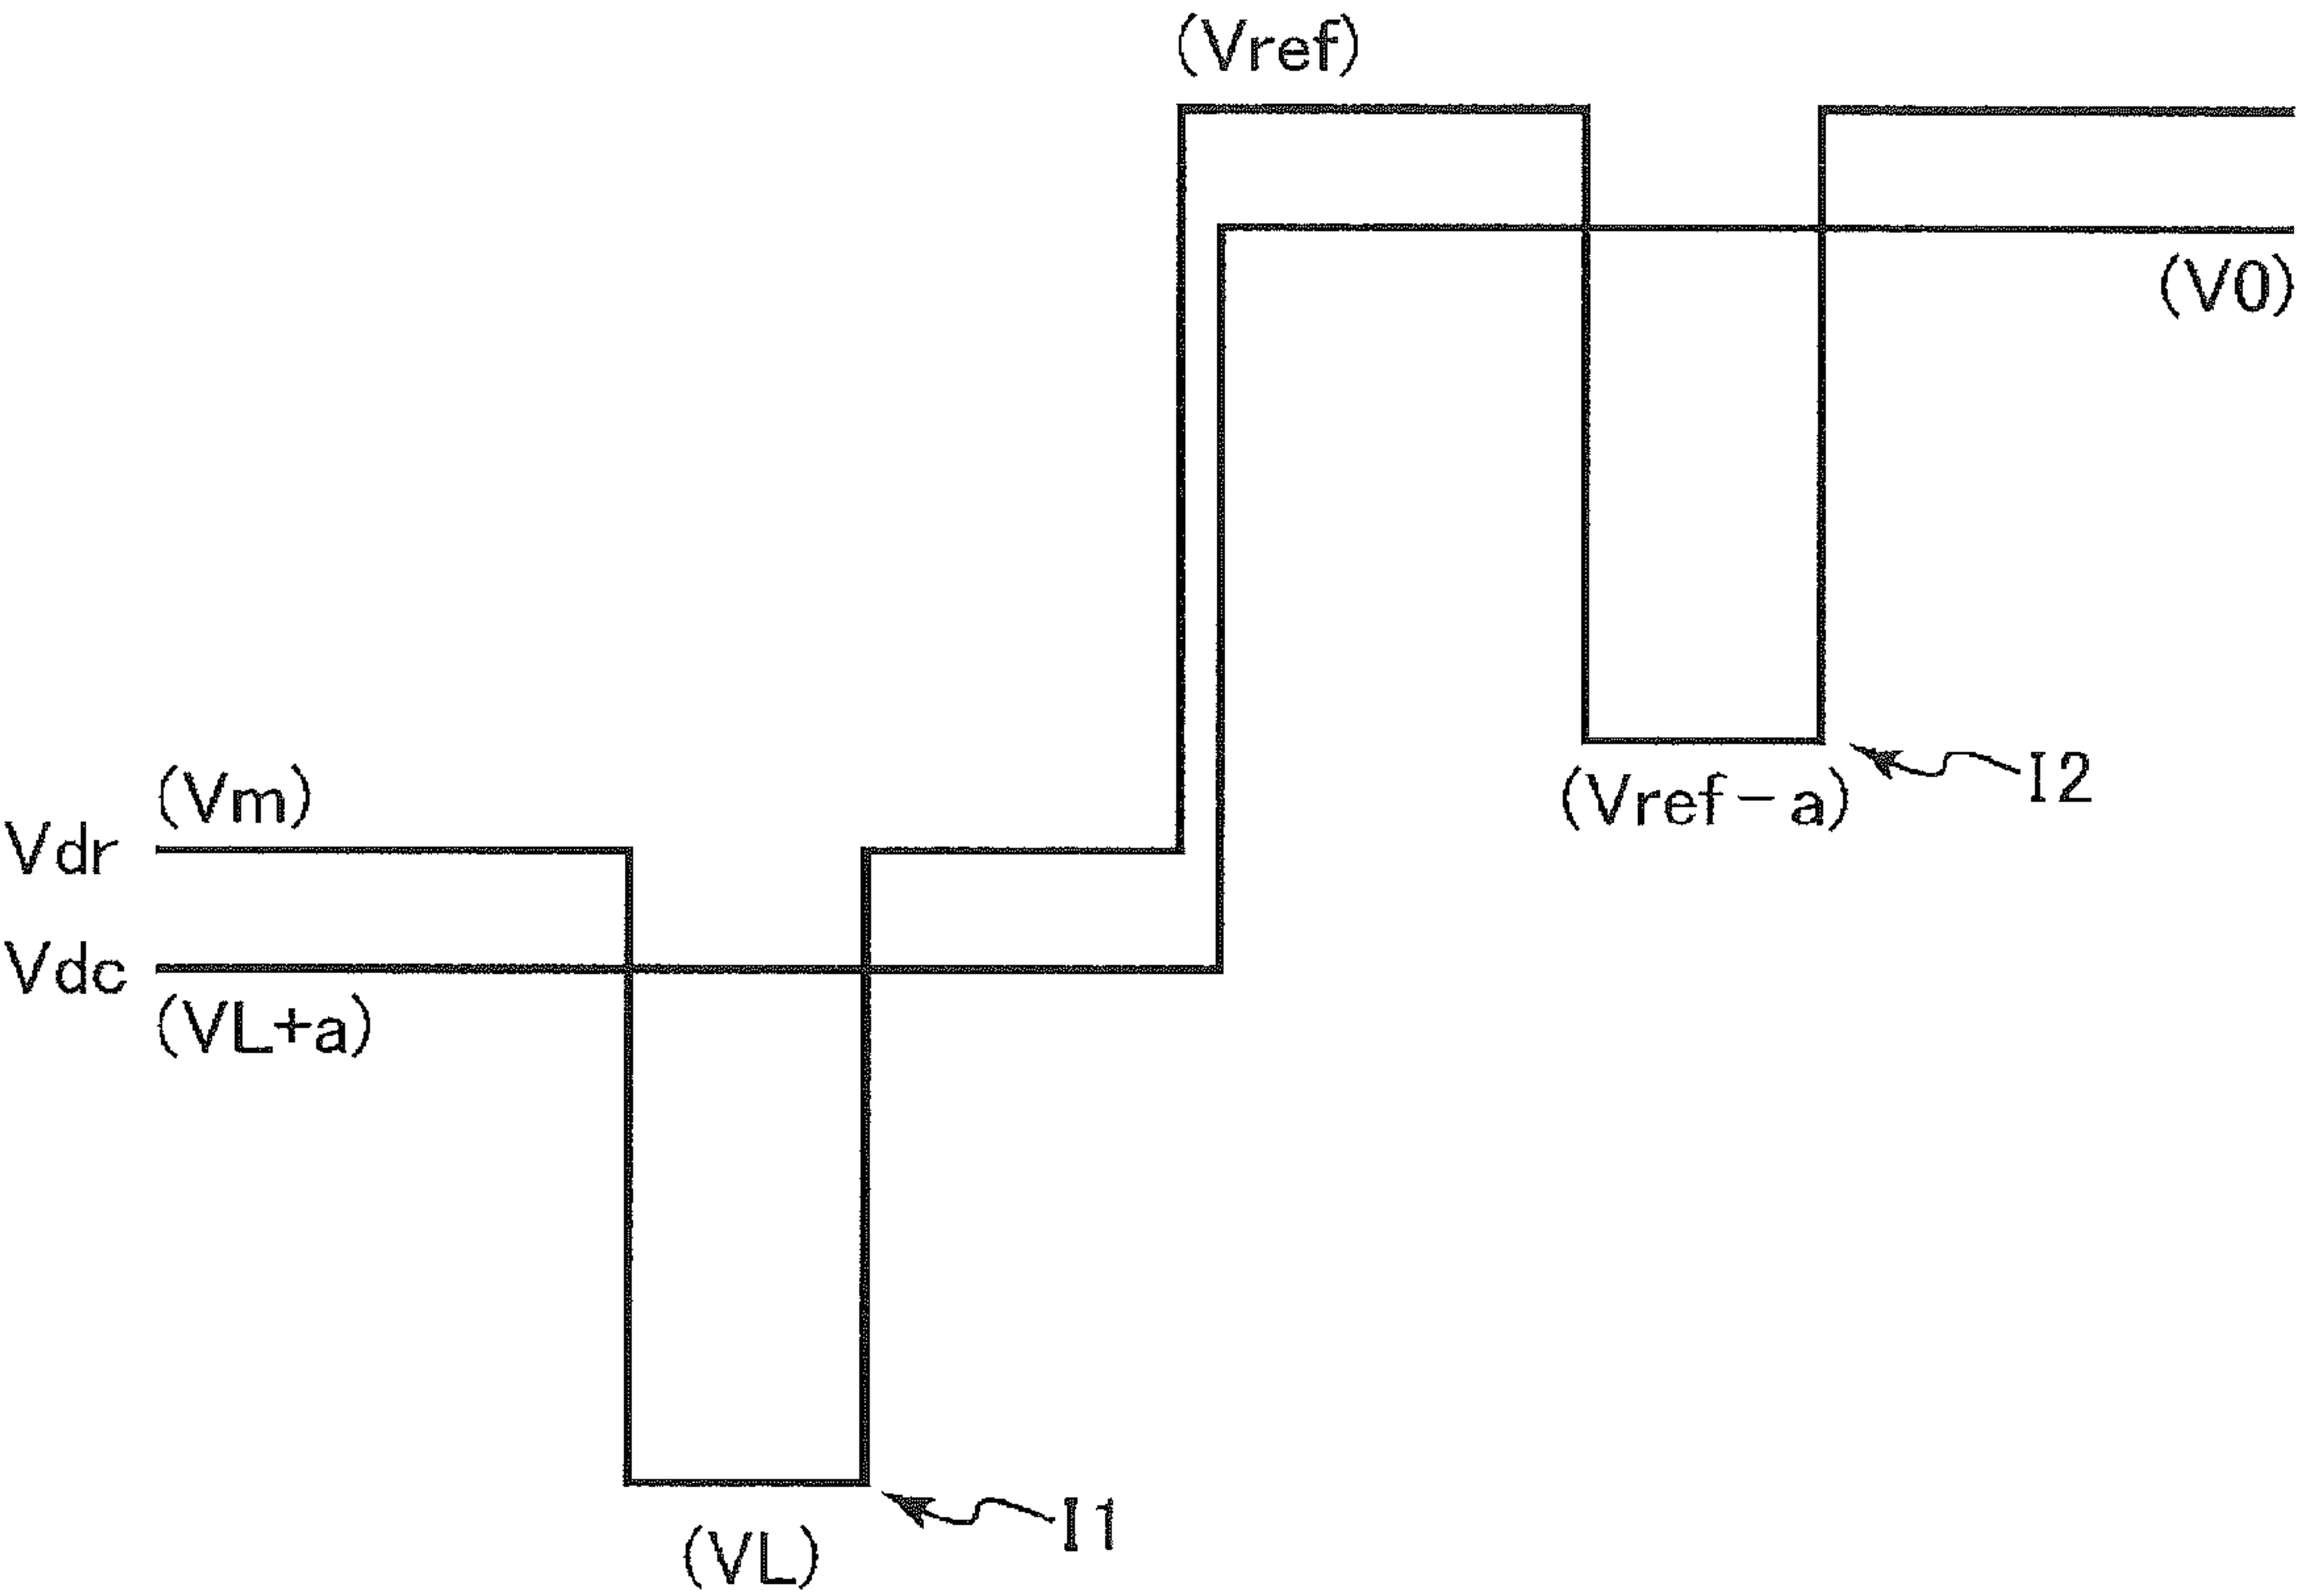 (Vref)
(V0)
(Vref－a)
I2
(Vm)
Vdr
Vdc
(VL+a)
I1
(VL)